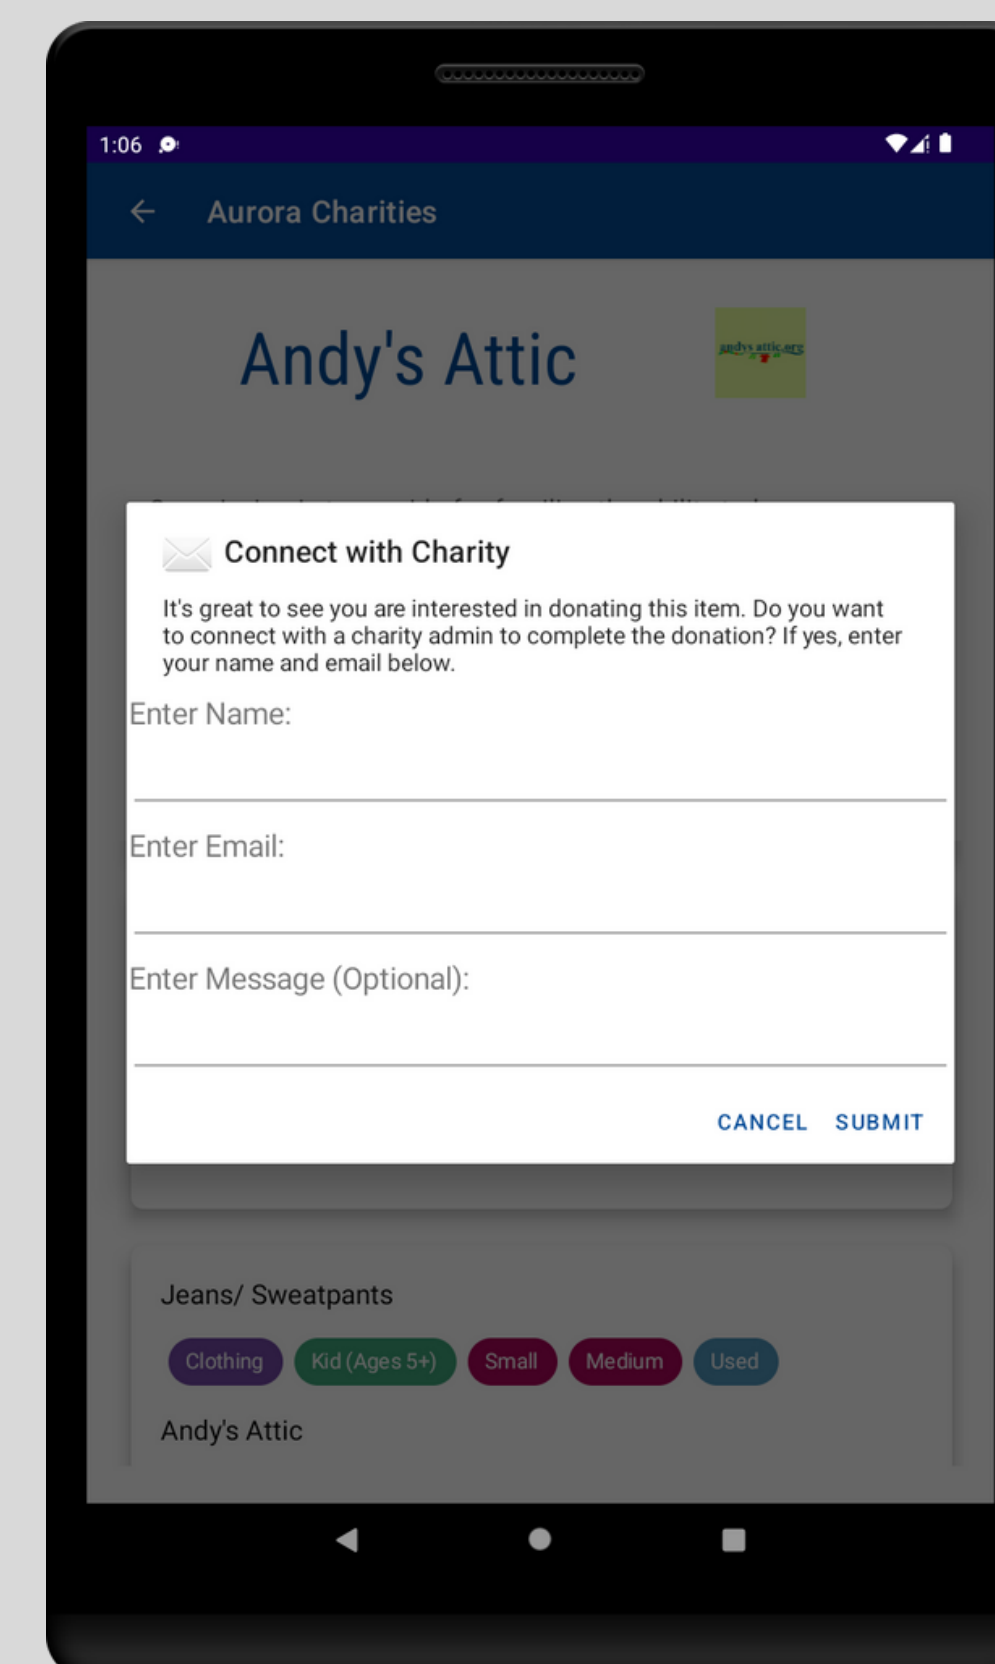 1:06
Aurora Charities
Andy's Attic
andys attic.org
Connect with Charity
It's great to see you are interested in donating this item. Do you want
to connect with a charity admin to complete the donation? If yes, enter
your name and email below.
Enter Name:
Enter Email:
Enter Message (Optional):
CANCEL SUBMIT
Jeans/ Sweatpants
Clothing Kid (Ages 5+) Small Medium Used
Andy's Attic